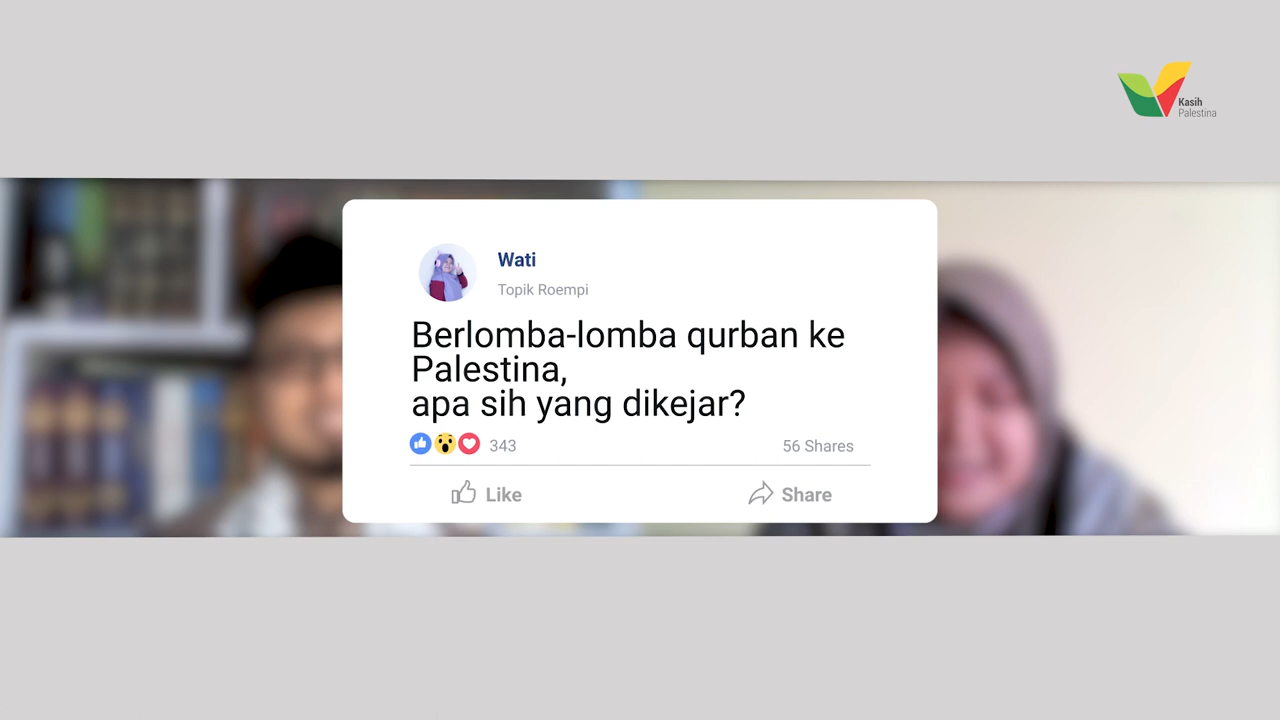 Kasih
Palestina
Wati
Topik Roempi
Berlomba-lomba qurban ke
Palestina,
apa sih yang dikejar?
343
56 Shares
Like
Share